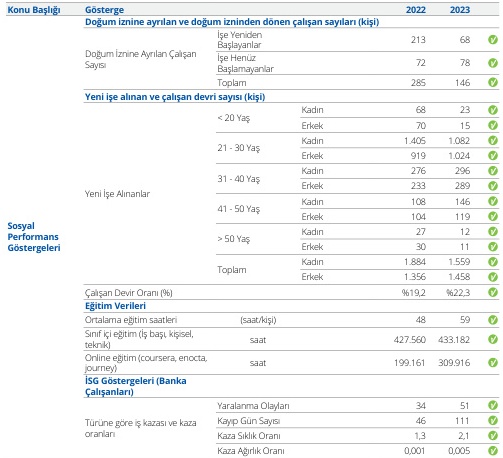 Konu Başlığı Gösterge 2022 2023
Doğum iznine ayrılan ve doğum izninden dönen çalışan sayıları (kişi)
Doğum İznine Ayrılan Çalışan
Sayısı
İşe Yeniden
Başlayanlar
213 68
İşe Henüz
Başlamayanlar
72 78
Toplam 285 146
Yeni işe alınan ve çalışan devri sayısı (kişi)
Yeni İşe Alınanlar
< 20 Yaş
Kadın 68 23
Erkek 70 15
21 - 30 Yaş
Kadın 1.405 1.082
Erkek 919 1.024
31 - 40 Yaş
Kadın 276 296
Erkek 233 289
41 - 50 Yaş
Kadın 108 146
Erkek 104 119
> 50 Yaş
Kadın 27 12
Erkek 30 11
Toplam
Kadın 1.884 1.559
Erkek 1.356 1.458
Sosyal
Performans
Göstergeleri
Çalışan Devir Oranı (%) %19,2 %22,3
Eğitim Verileri
Ortalama eğitim saatleri (saat/kişi) 48 59
Sınıf içi eğitim (İş başı, kişisel,
teknik)
saat 427.560 433.182
Online eğitim (coursera, enocta,
journey)
saat 199.161 309.916
İSG Göstergeleri (Banka
Çalışanları)
Türüne göre iş kazası ve kaza
oranları
Yaralanma Olayları 34 51
Kayıp Gün Sayısı 46 111
Kaza Sıklık Oranı 1,3 2,1
Kaza Ağırlık Oranı 0,001 0,005